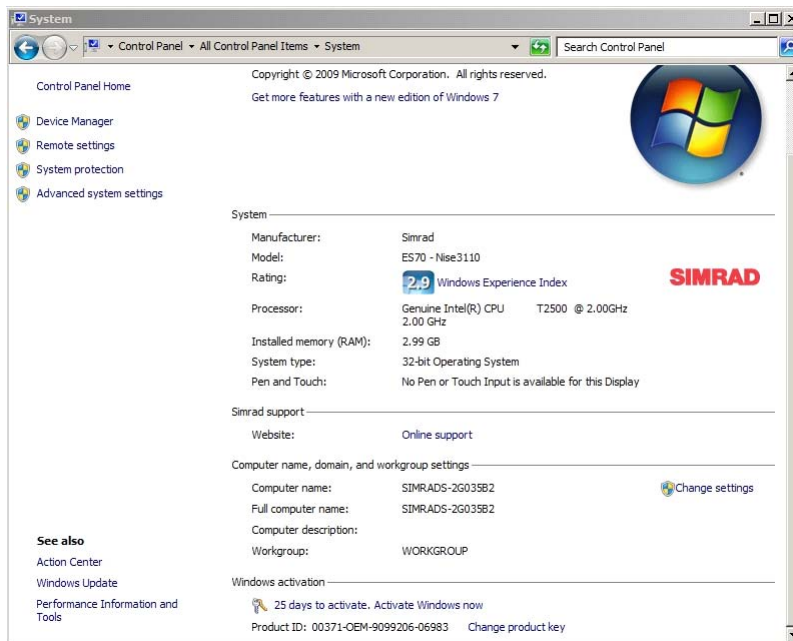 System
Control Panel ▾ All Control Panel Items ▾ System
Search Control Panel
Control Panel Home
Device Manager
Remote settings
System protection
Advanced system settings
See also
Action Center
Windows Update
Performance Information and
Tools
Copyright © 2009 Microsoft Corporation. All rights reserved.
Get more features with a new edition of Windows 7
System
Manufacturer: Simrad
Model: ES70 - Nise3110
Rating: 2,9 Windows Experience Index
SIMRAD
Processor: Genuine Intel(R) CPU T2500 @ 2.00GHz
2.00 GHz
Installed memory (RAM): 2.99 GB
System type: 32-bit Operating System
Pen and Touch: No Pen or Touch Input is available for this Display
Simrad support
Website: Online support
Computer name, domain, and workgroup settings
Computer name: SIMRADS-2G035B2 Change settings
Full computer name: SIMRADS-2G035B2
Computer description:
Workgroup: WORKGROUP
Windows activation
25 days to activate. Activate Windows now
Product ID: 00371-OEM-9099206-06983 Change product key